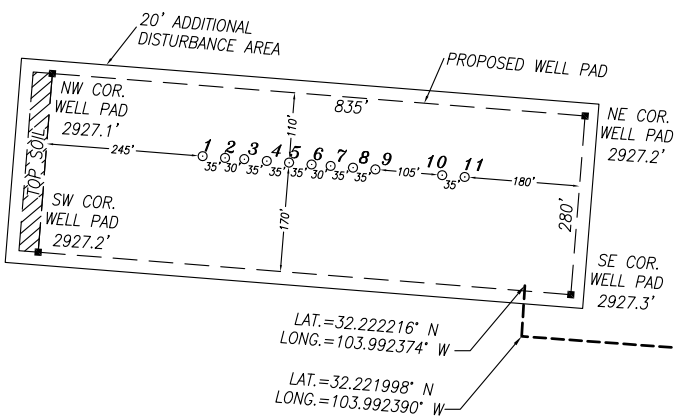 20' ADDITIONAL
DISTURBANCE AREA
PROPOSED WELL PAD
NW COR.
WELL PAD
2927.1'
835'
NE COR.
WELL PAD
2927.2'
110'
TOP SOIL
245'
1 2 3 4 5 6 7 8 9 10 11
35' 30' 35' 35' 35' 30' 35' 35' 105' 35' 180'
170'
280'
SW COR.
WELL PAD
2927.2'
SE COR.
WELL PAD
2927.3'
LAT.=32.222216° N
LONG.=103.992374° W
LAT.=32.221998° N
LONG.=103.992390° W